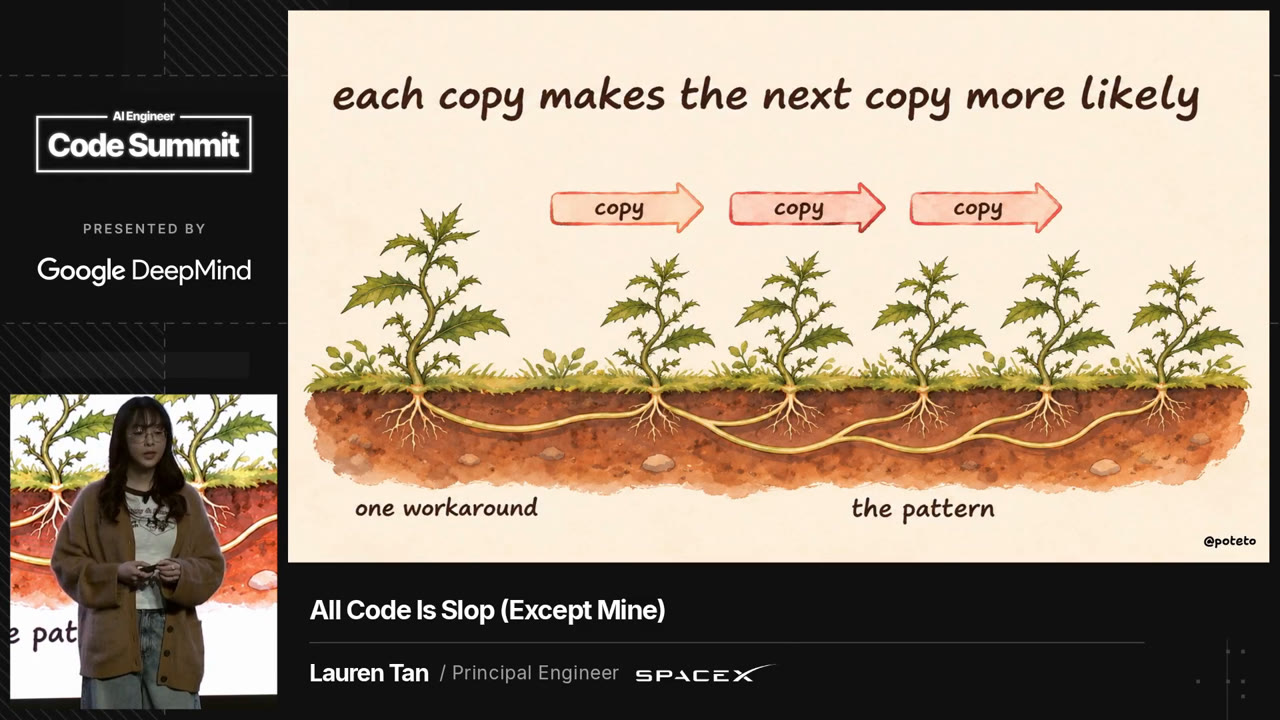 AI Engineer
Code Summit
PRESENTED BY
Google DeepMind
each copy makes the next copy more likely
copy
copy
copy
one workaround
the pattern
@poteto
e pat
All Code Is Slop (Except Mine)
Lauren Tan / Principal Engineer SPACEX